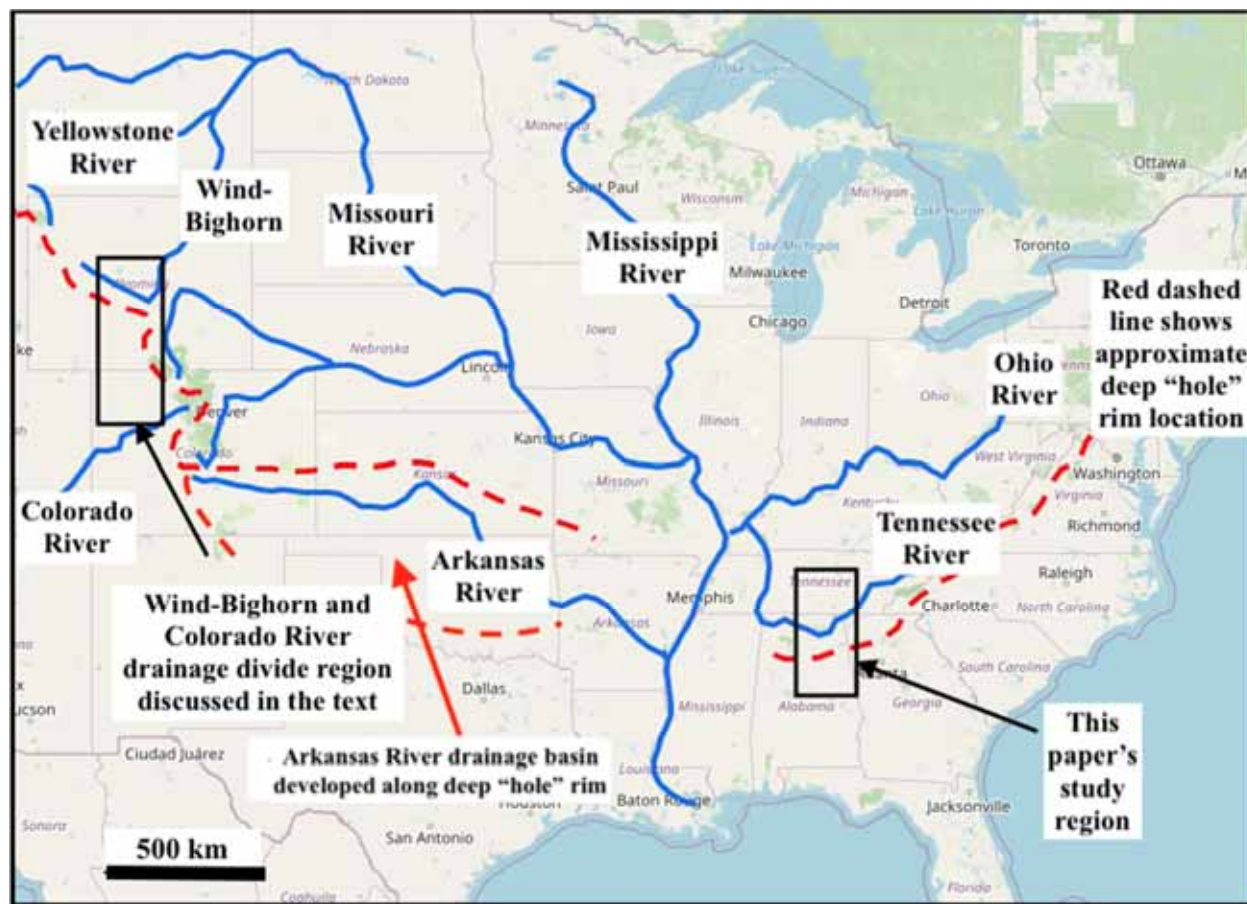 North Dakota
Minnesota
Lake Superior
Ottawa
Yellowstone
River
Wind-
Bighorn
Missouri
River
Saint Paul
Wisconsin
Michigan
Lake Huron
Mississippi
River
Lake Michigan
Milwaukee
Toronto
Detroit
Chicago
Red dashed
line shows
approximate
deep “hole”
rim location
Wyoming
Iowa
Nebraska
Lincoln
Ohio
River
Ohio
Illinois
Indiana
Denver
Colorado
Kansas City
Kansas
Missouri
West Virginia
Washington
Virginia
Richmond
Kentucky
Colorado
River
Tennessee
River
Arkansas
River
Tennessee
Memphis
Raleigh
Charlotte
North Carolina
Arkansas
South Carolina
Wind-Bighorn and
Colorado River
drainage divide region
discussed in the text
Dallas
Mississippi
Alabama
Georgia
This
paper’s
study
region
Ciudad Juárez
Arkansas River drainage basin
developed along deep “hole” rim
Louisiana
Baton Rouge
Jacksonville
Sonora
San Antonio
500 km
Coahuila
Florida